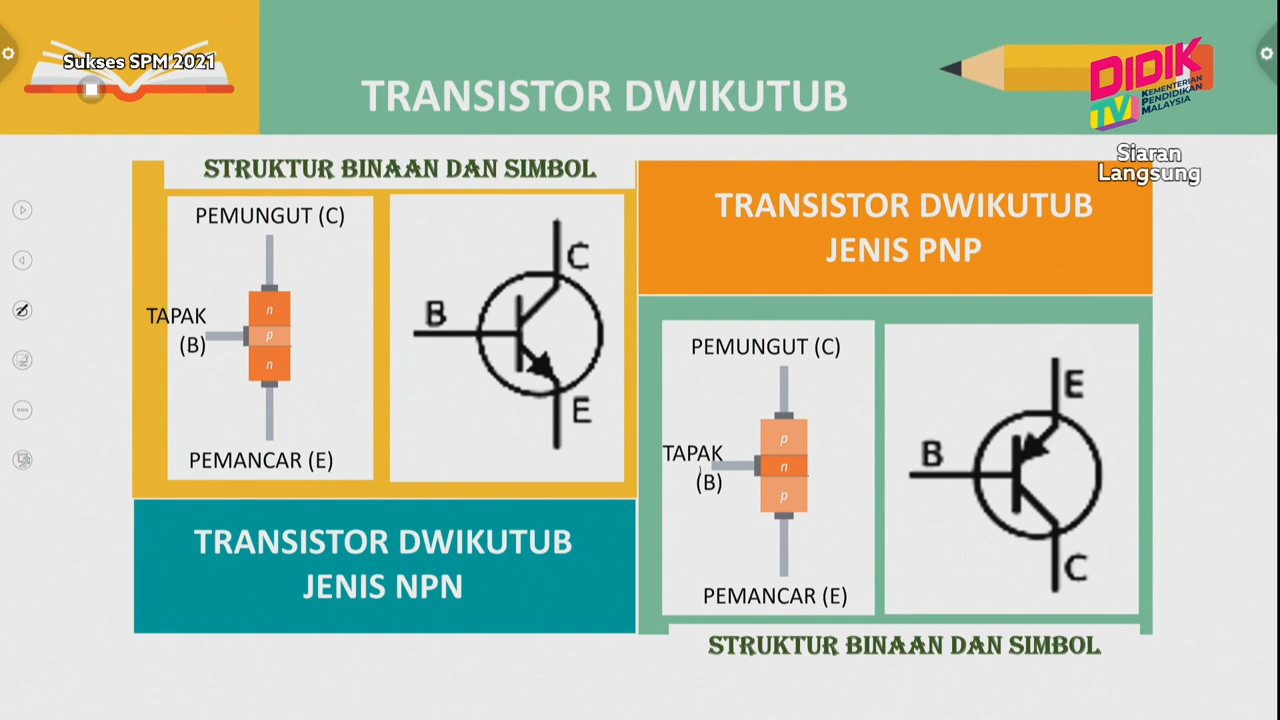 Sukses SPM 2021
TRANSISTOR DWIKUTUB
DIDIK
TV
KEMENTERIAN
PENDIDIKAN
MALAYSIA
Siaran
Langsung
STRUKTUR BINAAN DAN SIMBOL
PEMUNGUT (C)
TAPAK
(B)
n
p
n
PEMANCAR (E)
C
B
E
TRANSISTOR DWIKUTUB
JENIS NPN
TRANSISTOR DWIKUTUB
JENIS PNP
PEMUNGUT (C)
TAPAK
(B)
p
n
p
PEMANCAR (E)
E
B
C
STRUKTUR BINAAN DAN SIMBOL